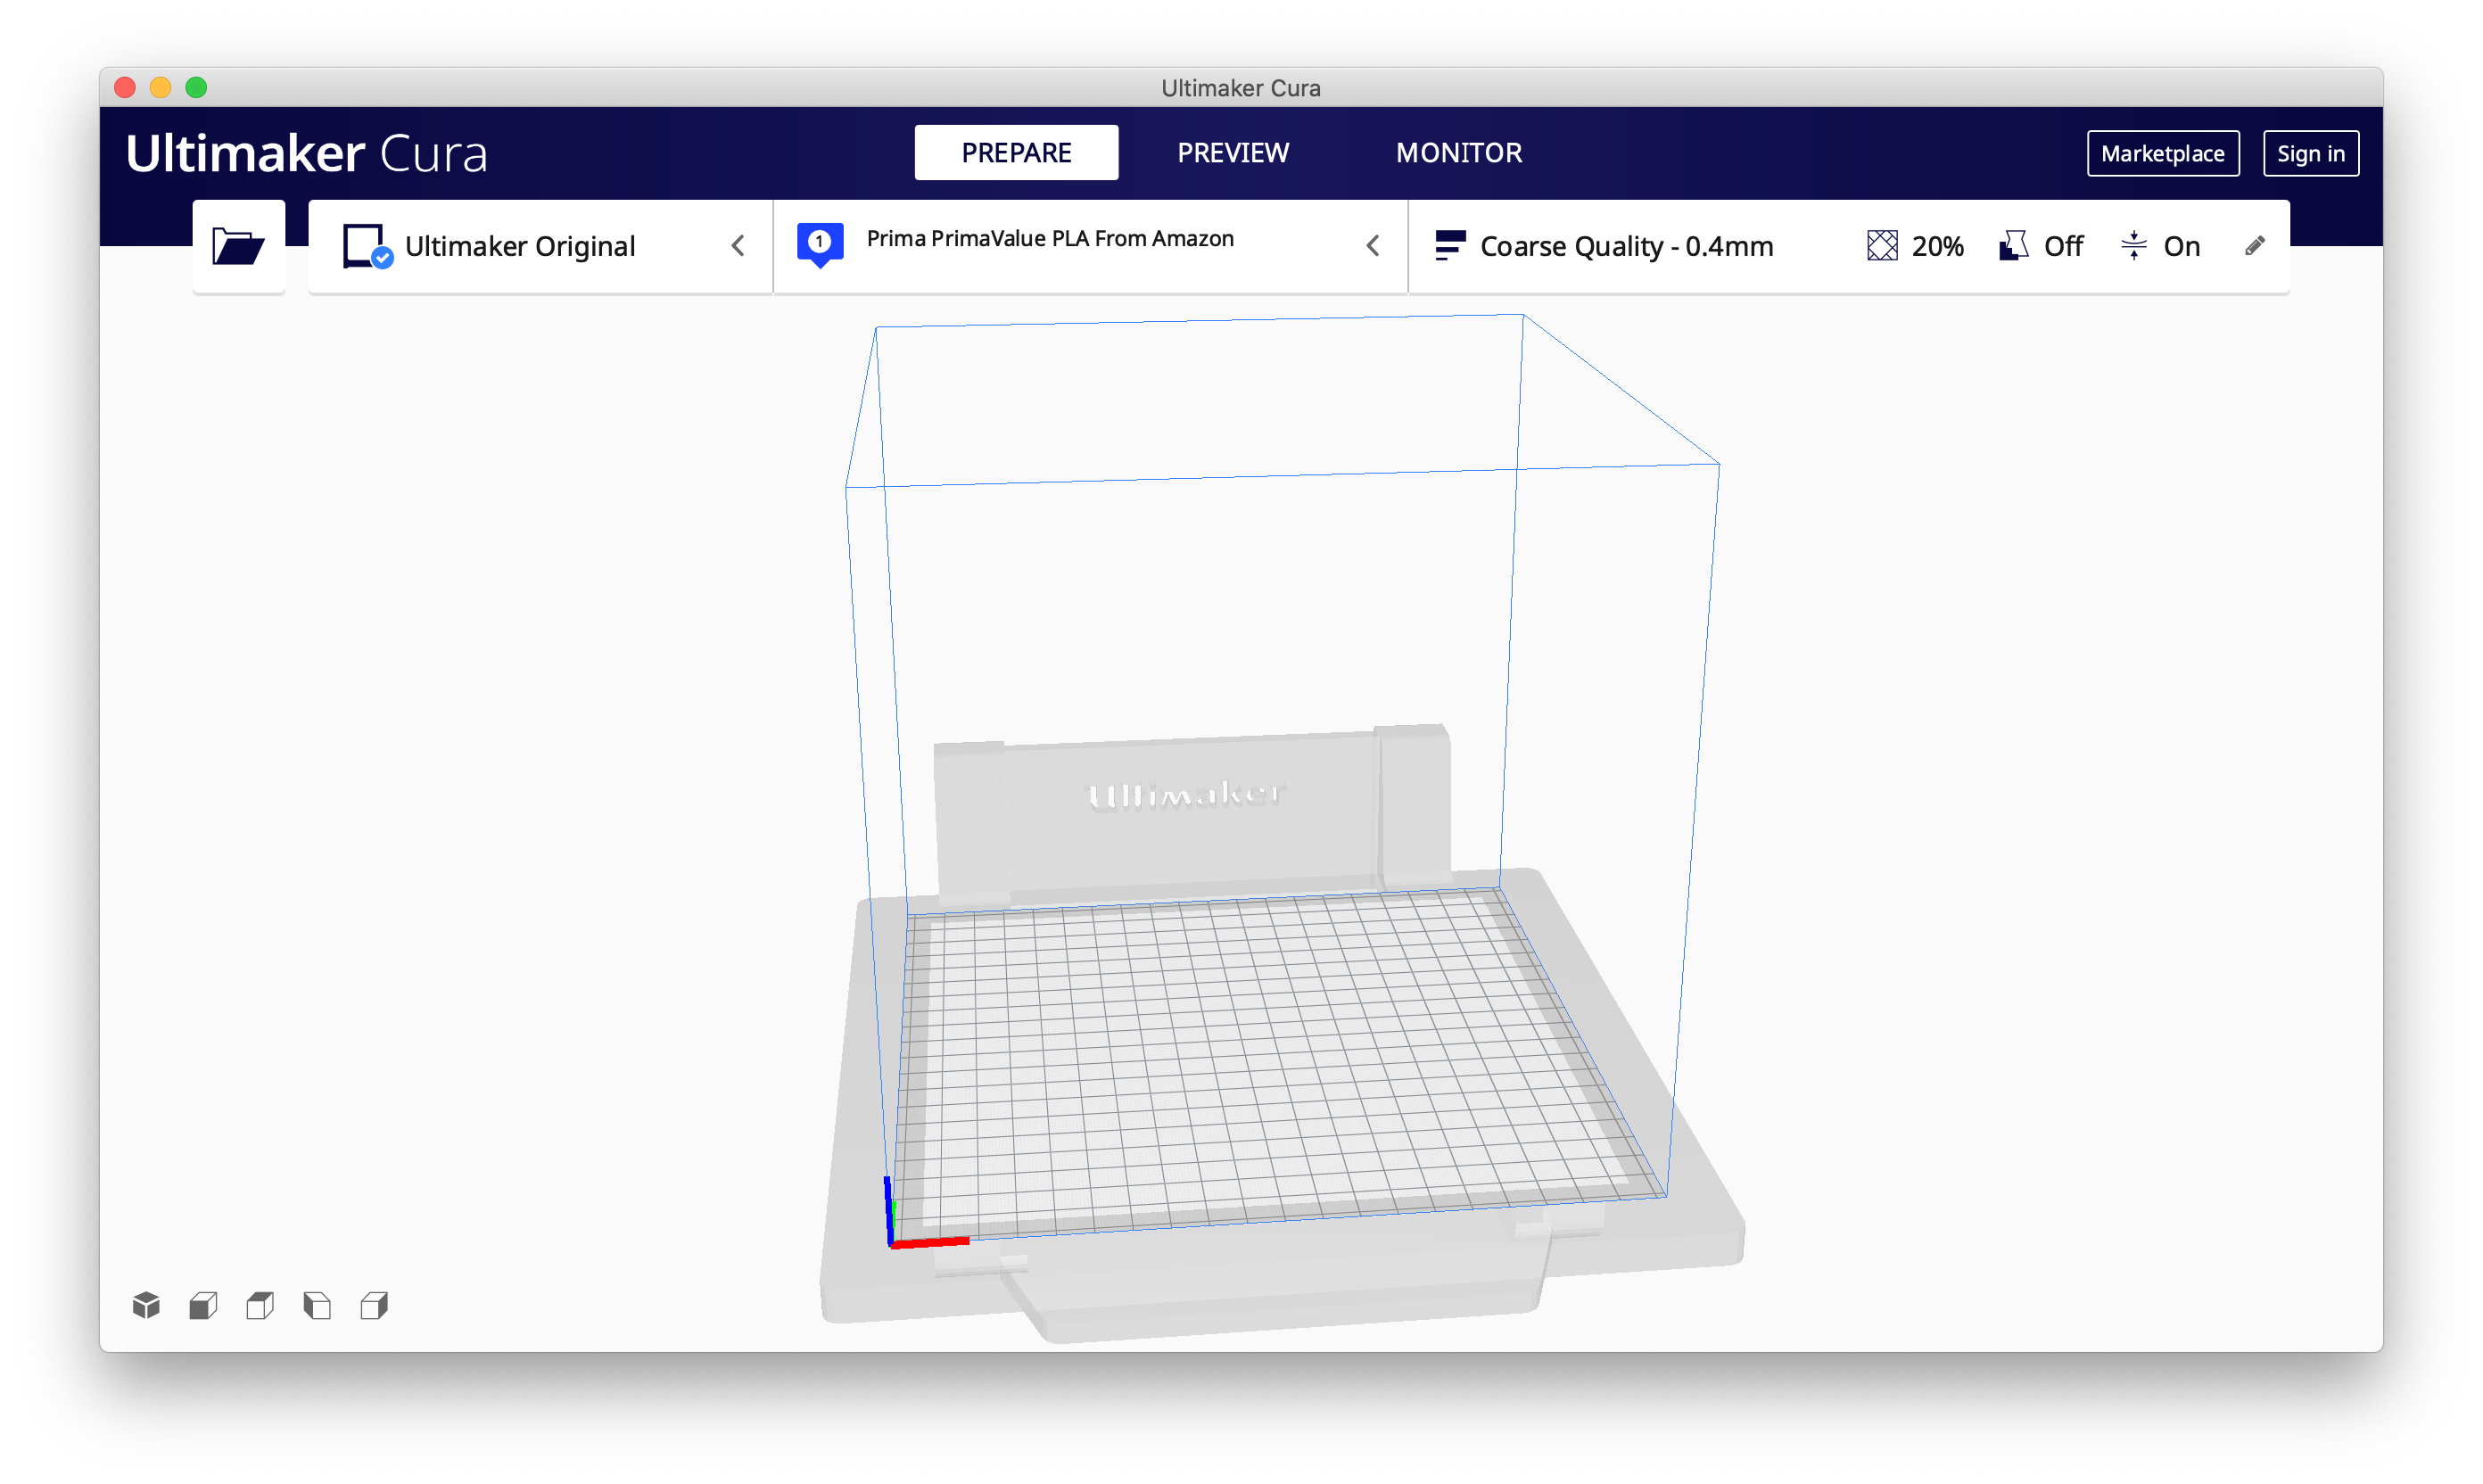 Ultimaker Cura
Ultimaker Cura
PREPARE
PREVIEW
MONITOR
Marketplace
Sign in
Ultimaker Original
1
Prima PrimaValue PLA From Amazon
Coarse Quality - 0.4mm
20%
Off
On
Ultimaker